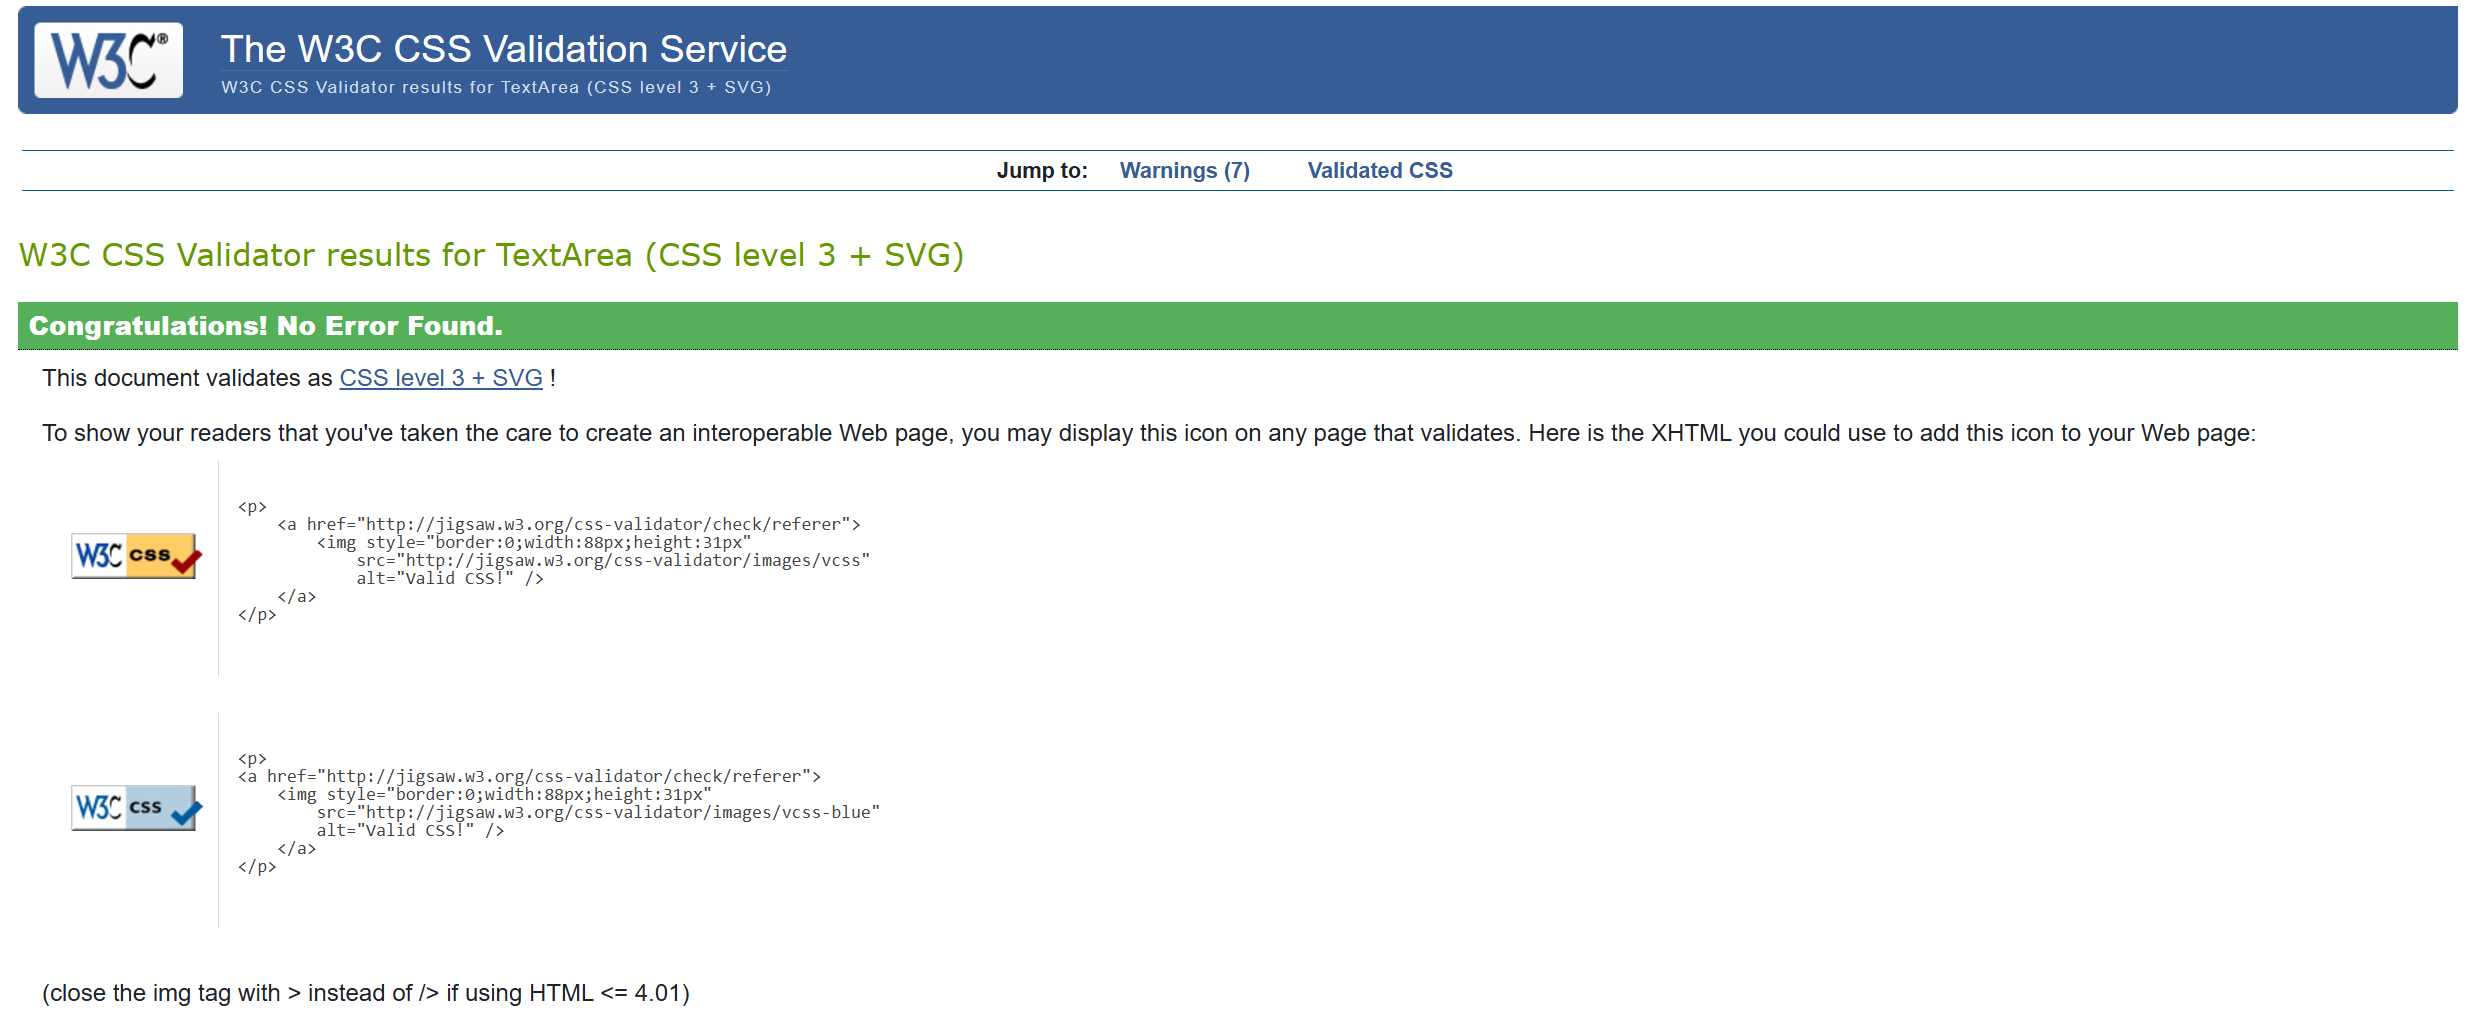 W3C®
The W3C CSS Validation Service
W3C CSS Validator results for TextArea (CSS level 3 + SVG)
Jump to: Warnings (7) Validated CSS
W3C CSS Validator results for TextArea (CSS level 3 + SVG)
Congratulations! No Error Found.
This document validates as CSS level 3 + SVG !
To show your readers that you've taken the care to create an interoperable Web page, you may display this icon on any page that validates. Here is the XHTML you could use to add this icon to your Web page:
W3C css
<p>
    <a href="http://jigsaw.w3.org/css-validator/check/referer">
        <img style="border:0;width:88px;height:31px"
            src="http://jigsaw.w3.org/css-validator/images/vcss"
            alt="Valid CSS!" />
    </a>
</p>
W3C css
<p>
<a href="http://jigsaw.w3.org/css-validator/check/referer">
    <img style="border:0;width:88px;height:31px"
        src="http://jigsaw.w3.org/css-validator/images/vcss-blue"
        alt="Valid CSS!" />
    </a>
</p>
(close the img tag with > instead of /> if using HTML <= 4.01)